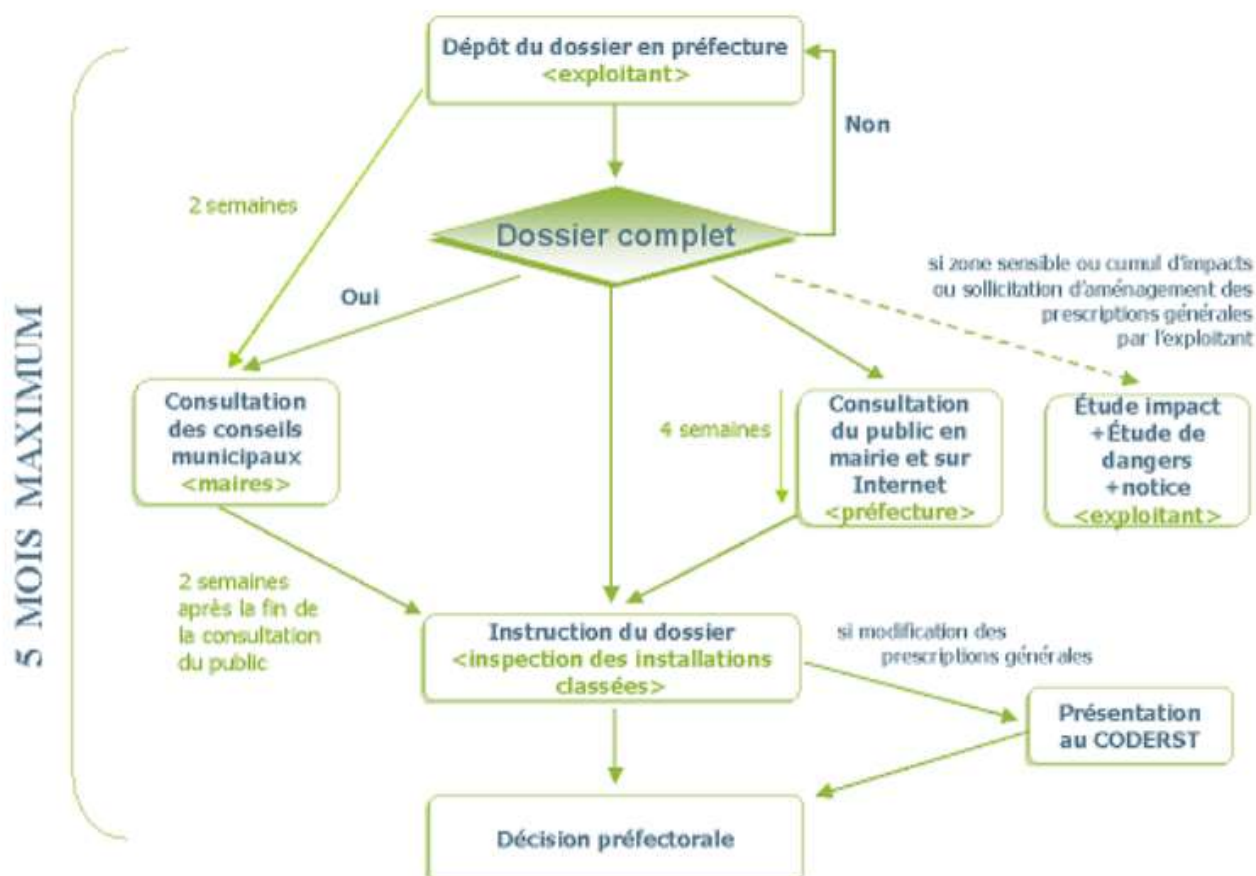 Dépôt du dossier en préfecture
<exploitant>
Non
2 semaines
Dossier complet
Oui
si zone sensible ou cumul d'impacts
ou sollicitation d'aménagement des
prescriptions générales
par l'exploitant
5 MOIS MAXIMUM
Consultation
des conseils
municipaux
<maires>
4 semaines
Consultation
du public en
mairie et sur
Internet
<préfecture>
Étude impact
+Étude de
dangers
+notice
<exploitant>
2 semaines
après la fin de
la consultation
du public
Instruction du dossier
<inspection des installations
classées>
si modification des
prescriptions générales
Présentation
au CODERST
Décision préfectorale